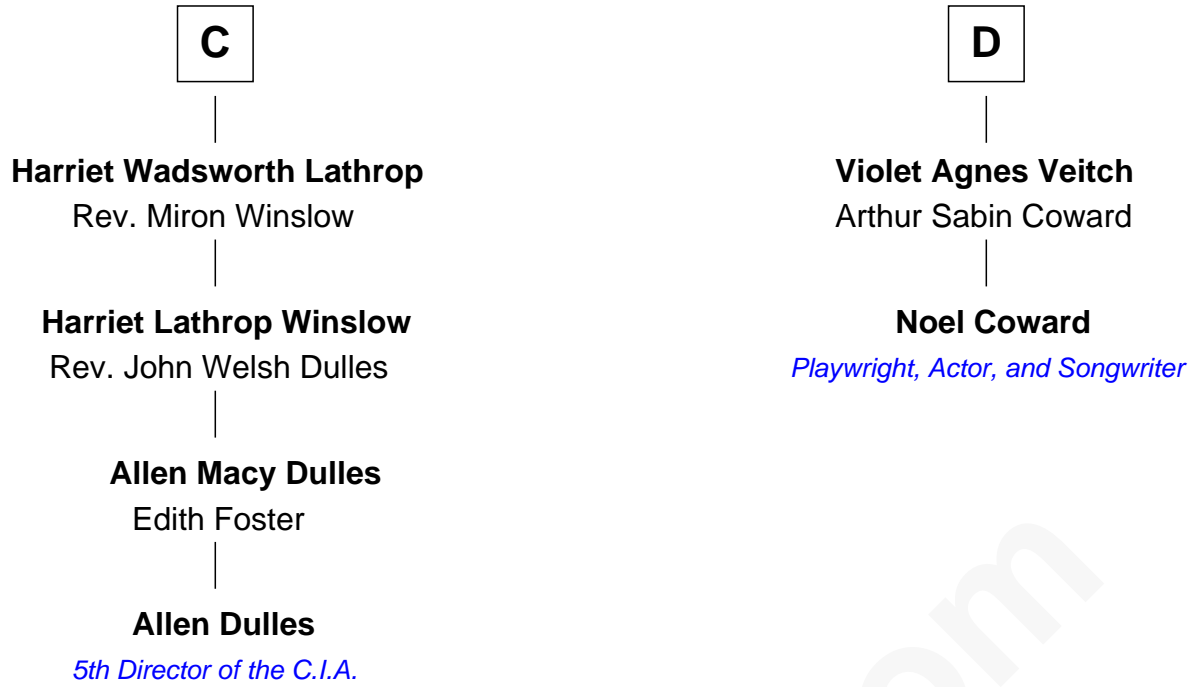 C
Harriet Wadsworth Lathrop
Rev. Miron Winslow
Harriet Lathrop Winslow
Rev. John Welsh Dulles
Allen Macy Dulles
Edith Foster
Allen Dulles
5th Director of the C.I.A.
D
Violet Agnes Veitch
Arthur Sabin Coward
Noel Coward
Playwright, Actor, and Songwriter
om